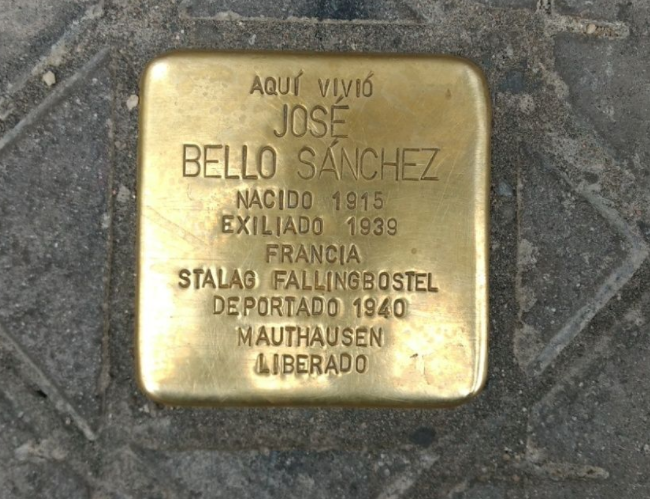 AQUÍ VIVIÓ
JOSÉ
BELLO SÁNCHEZ
NACIDO 1915
EXILIADO 1939
FRANCIA
STALAG FALLINGBOSTEL
DEPORTADO 1940
MAUTHAUSEN
LIBERADO